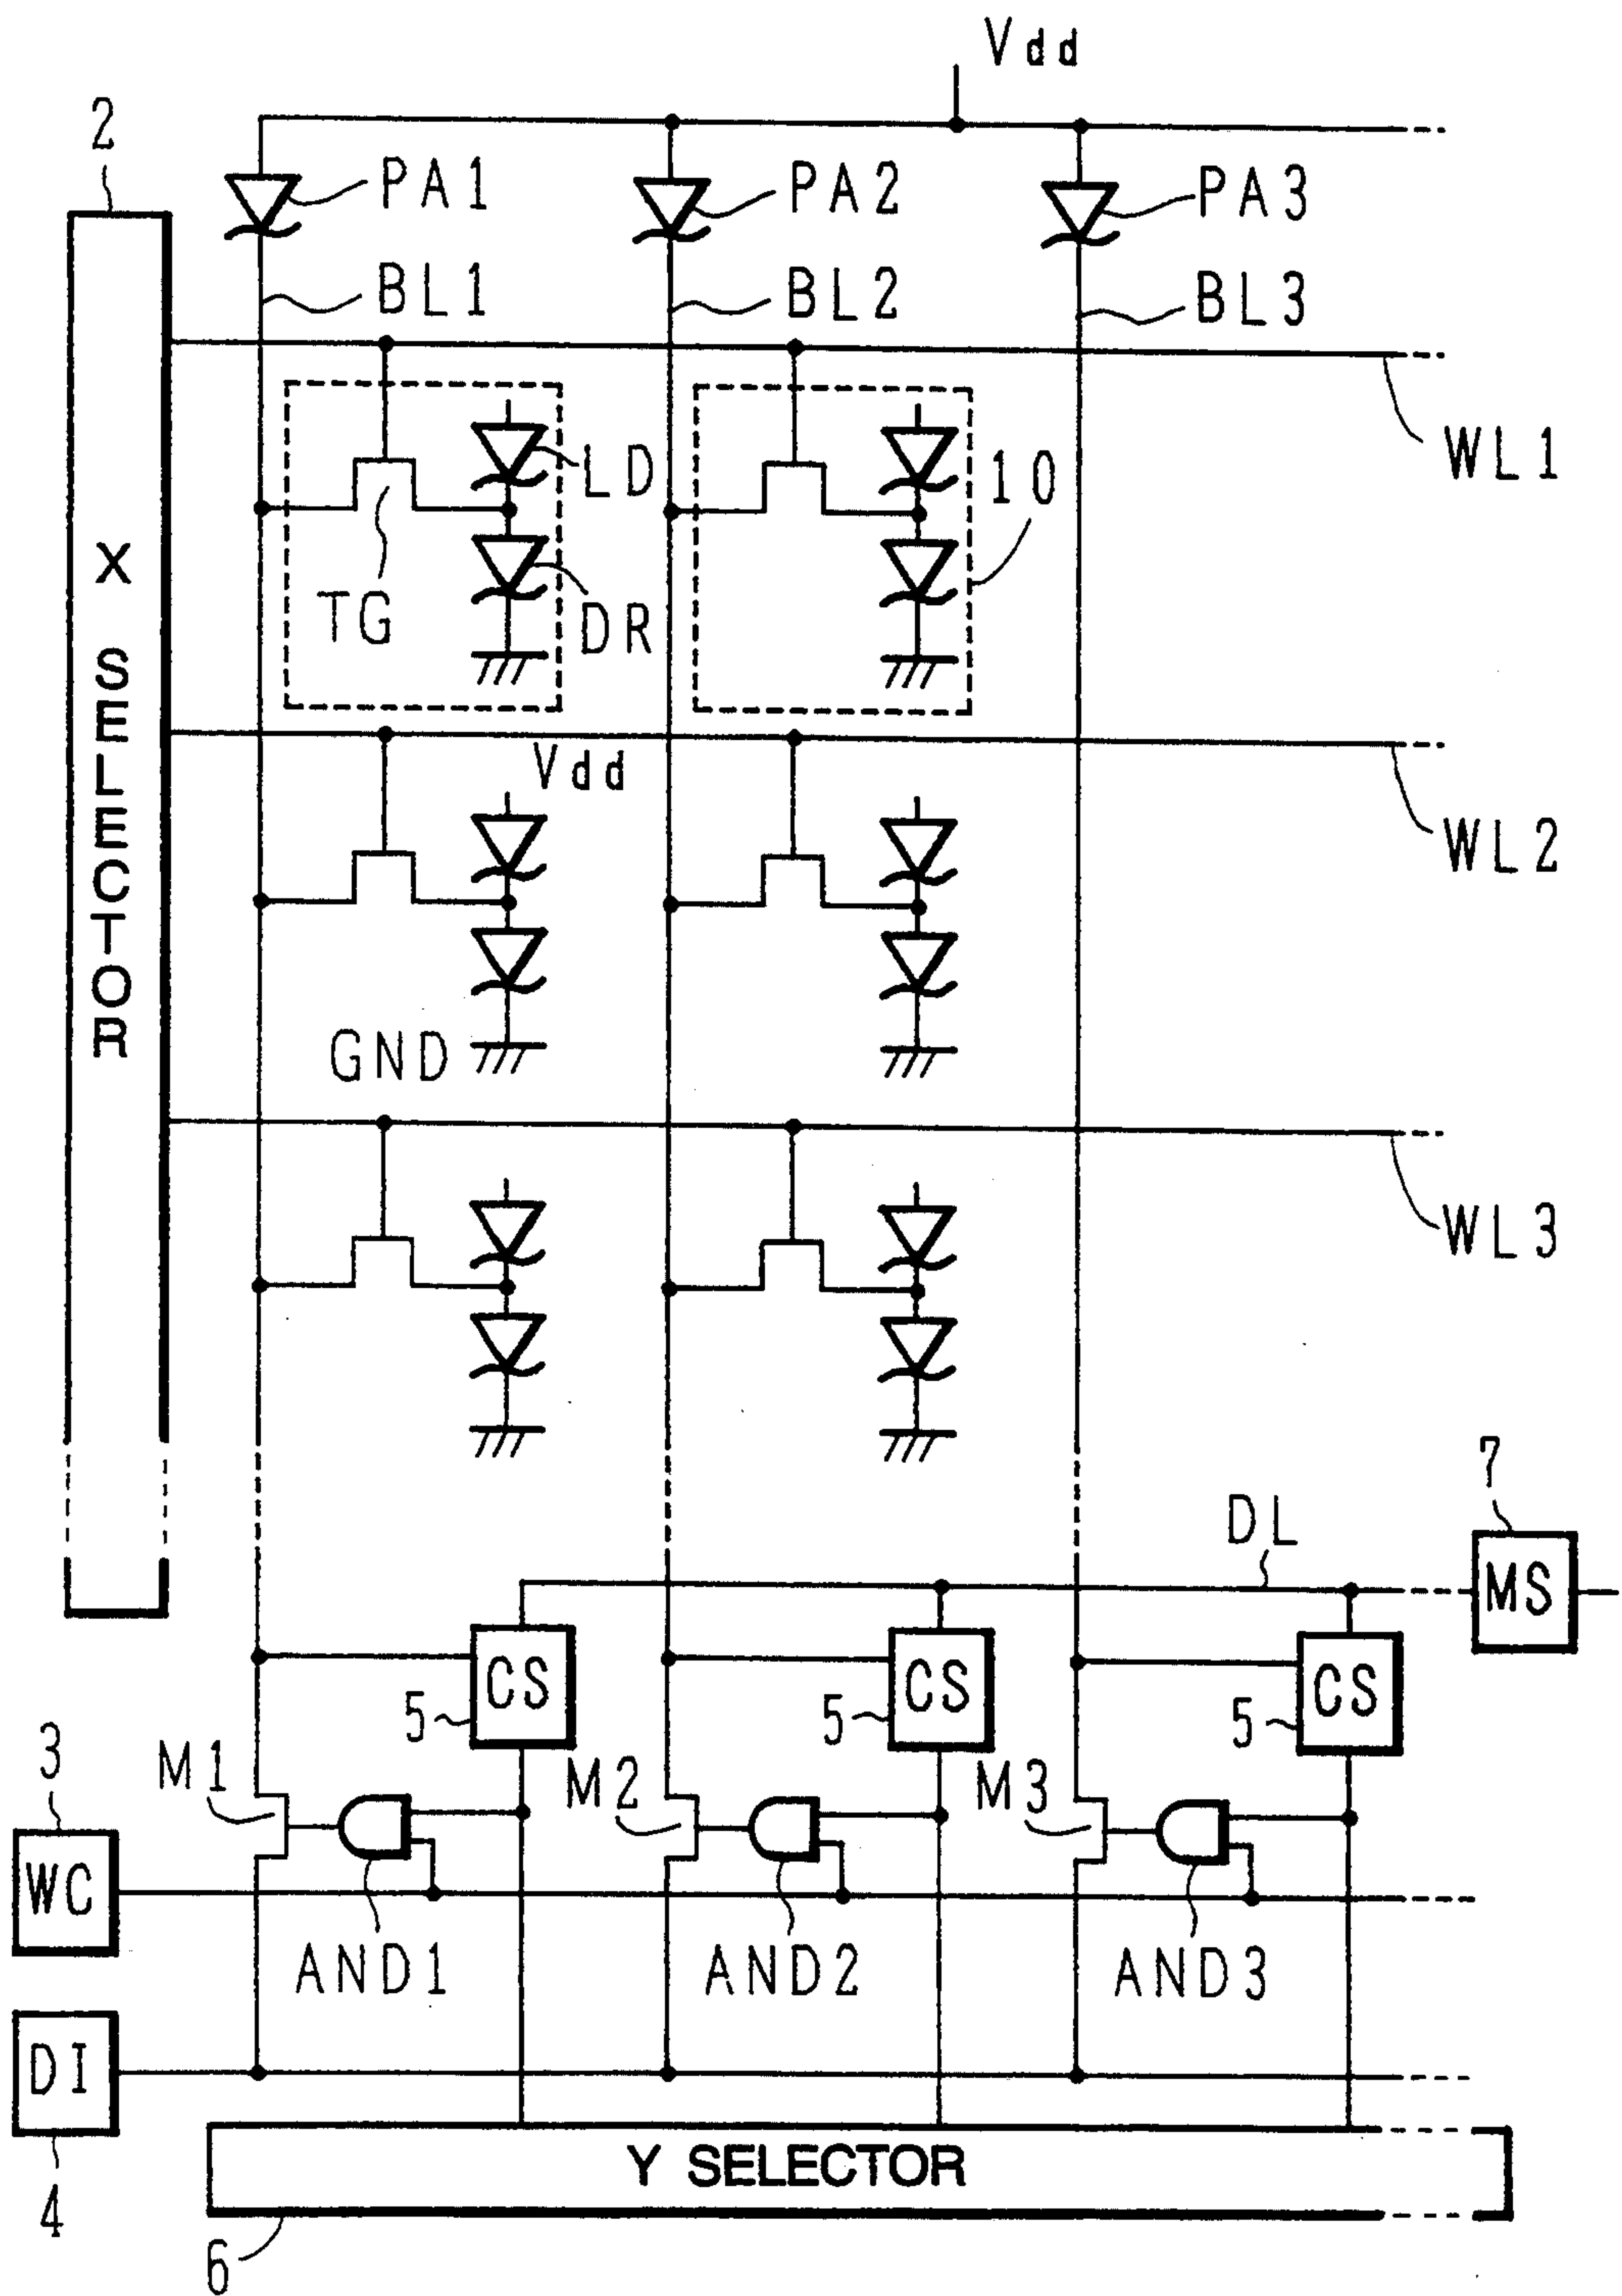 Vdd
2
PA1
PA2
PA3
BL1
BL2
BL3
WL1
LD
10
TG
DR
X SELECTOR
Vdd
WL2
GND
WL3
7
DL
MS
CS
CS
CS
5
5
5
3
M1
M2
M3
WC
AND1
AND2
AND3
DI
4
Y SELECTOR
6